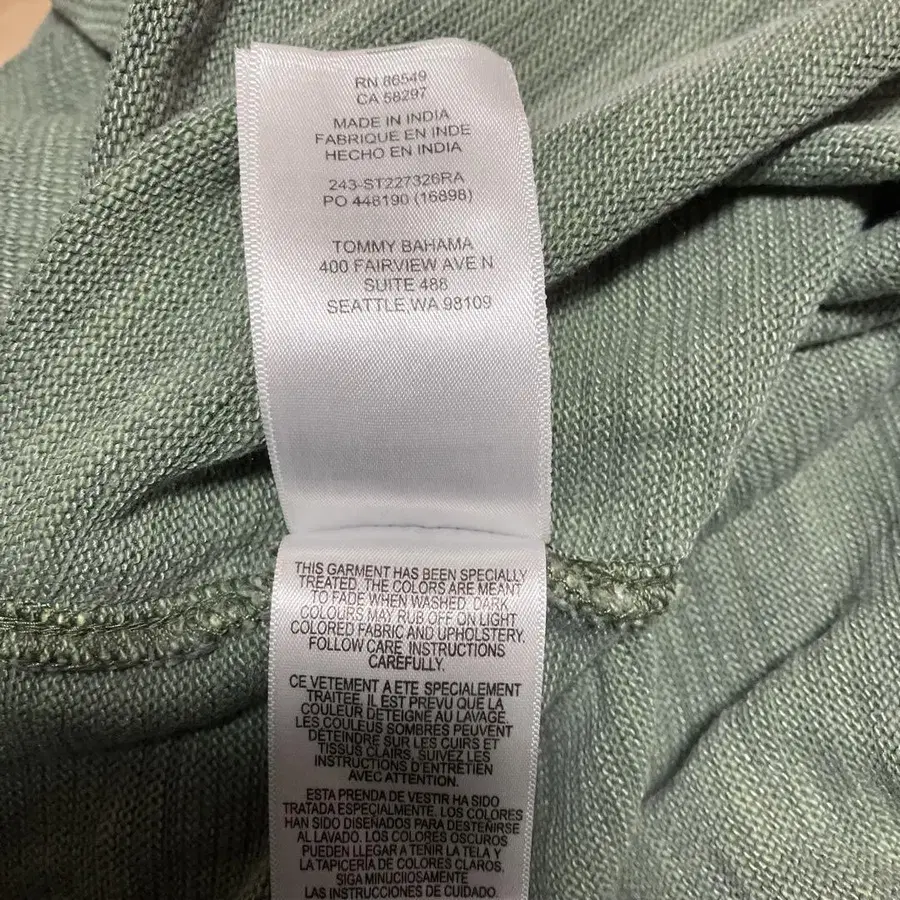 RN 86549
CA 58297
MADE IN INDIA
FABRIQUE EN INDE
HECHO EN INDIA
243-ST227326RA
PO 448190 (16898)
TOMMY BAHAMA
400 FAIRVIEW AVE N
SUITE 488
SEATTLE,WA 98109
THIS GARMENT HAS BEEN SPECIALLY
TREATED. THE COLORS ARE MEANT
TO FADE WHEN WASHED. DARK
COLOURS MAY RUB OFF ON LIGHT
COLORED FABRIC AND UPHOLSTERY.
FOLLOW CARE INSTRUCTIONS
CAREFULLY.
CE VETEMENT A ETE SPECIALEMENT
TRAITEE. IL EST PREVU QUE LA
COULEUR DETEIGNE AU LAVAGE.
LES COULEUS SOMBRES PEUVENT
DETEINDRE SUR LES CUIRS ET
TISSUS CLAIRS, SUIVEZ LES
INSTRUCTIONS D'ENTRETIEN
AVEC ATTENTION.
ESTA PRENDA DE VESTIR HA SIDO
TRATADA ESPECIALMENTE. LOS COLORES
HAN SIDO DISEÑADOS PARA DESTEÑIRSE
AL LAVADO. LOS COLORES OSCUROS
PUEDEN LLEGAR A TEÑIR LA TELA Y
LA TAPICERÍA DE COLORES CLAROS.
SIGA MINUCIIOSAMENTE
LAS INSTRUCCIONES DE CUIDADO.